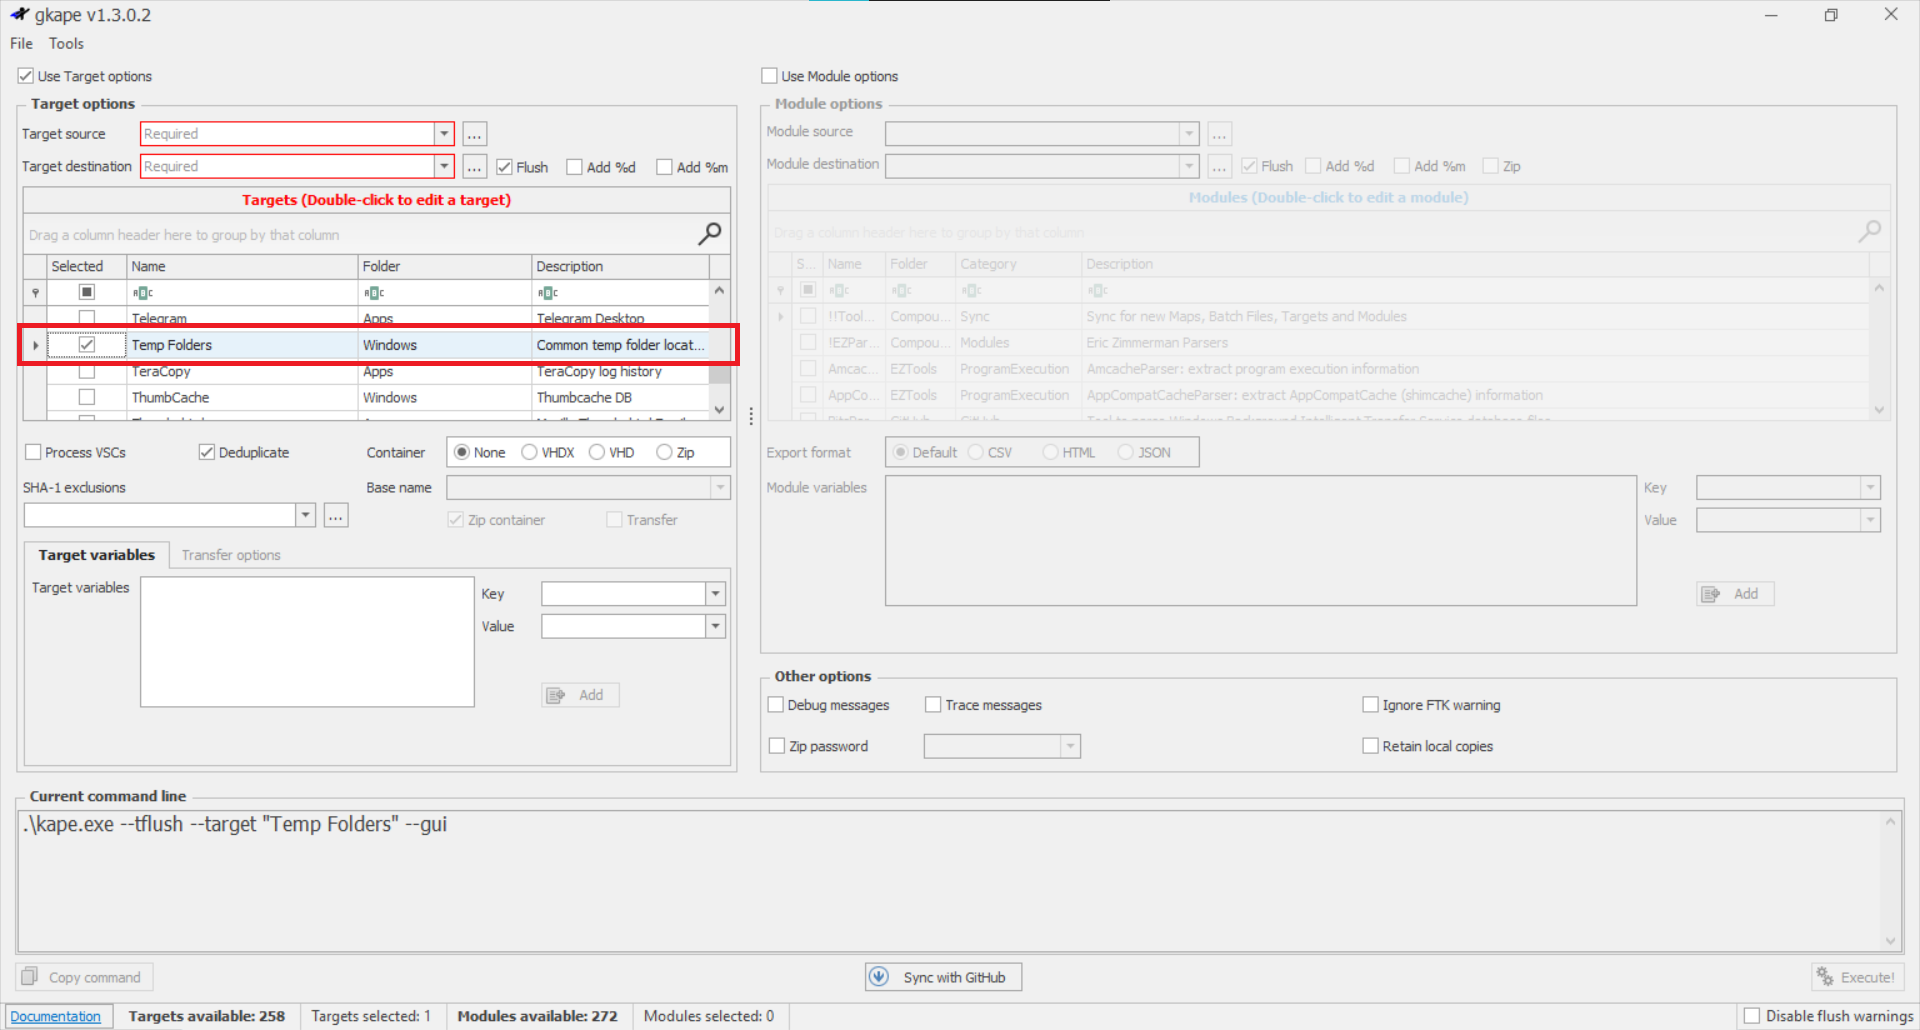 gkape v1.3.0.2
File Tools
Use Target options
Target options
Target source Required ...
Target destination Required ... Flush Add %d Add %m
Targets (Double-click to edit a target)
Drag a column header here to group by that column
Selected Name Folder Description
ABC ABC ABC
Telegram Apps Telegram Desktop
Temp Folders Windows Common temp folder locat...
TeraCopy Apps TeraCopy log history
ThumbCache Windows Thumbcache DB
Process VSCs Deduplicate Container None VHDX VHD Zip
SHA-1 exclusions Base name
... Zip container Transfer
Target variables Transfer options
Target variables Key
Value
Add
Use Module options
Module options
Module source ...
Module destination ... Flush Add %d Add %m Zip
Modules (Double-click to edit a module)
Drag a column header here to group by that column
S... Name Folder Category Description
ABC ABC ABC ABC
!!Tool... Compou... Sync Sync for new Maps, Batch Files, Targets and Modules
!EZPar... Compou... Modules Eric Zimmerman Parsers
Amcac... EZTools ProgramExecution AmcacheParser: extract program execution information
AppCo... EZTools ProgramExecution AppCompatCacheParser: extract AppCompatCache (shimcache) information
Export format Default CSV HTML JSON
Module variables Key
Value
Add
Other options
Debug messages Trace messages Ignore FTK warning
Zip password Retain local copies
Current command line
.\kape.exe --tflush --target "Temp Folders" --gui
Copy command Sync with GitHub Execute!
Documentation Targets available: 258 Targets selected: 1 Modules available: 272 Modules selected: 0 Disable flush warnings